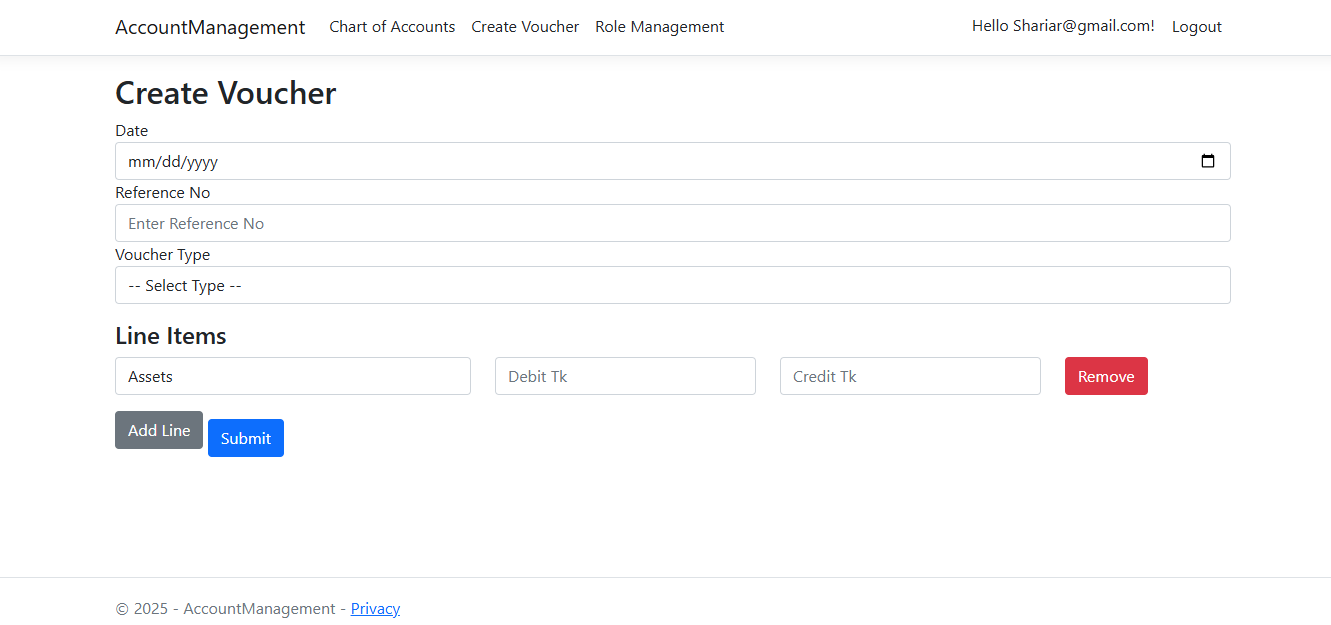 AccountManagement Chart of Accounts Create Voucher Role Management Hello Shariar@gmail.com! Logout
Create Voucher
Date
mm/dd/yyyy
Reference No
Enter Reference No
Voucher Type
-- Select Type --
Line Items
Assets Debit Tk Credit Tk Remove
Add Line Submit
© 2025 - AccountManagement - Privacy